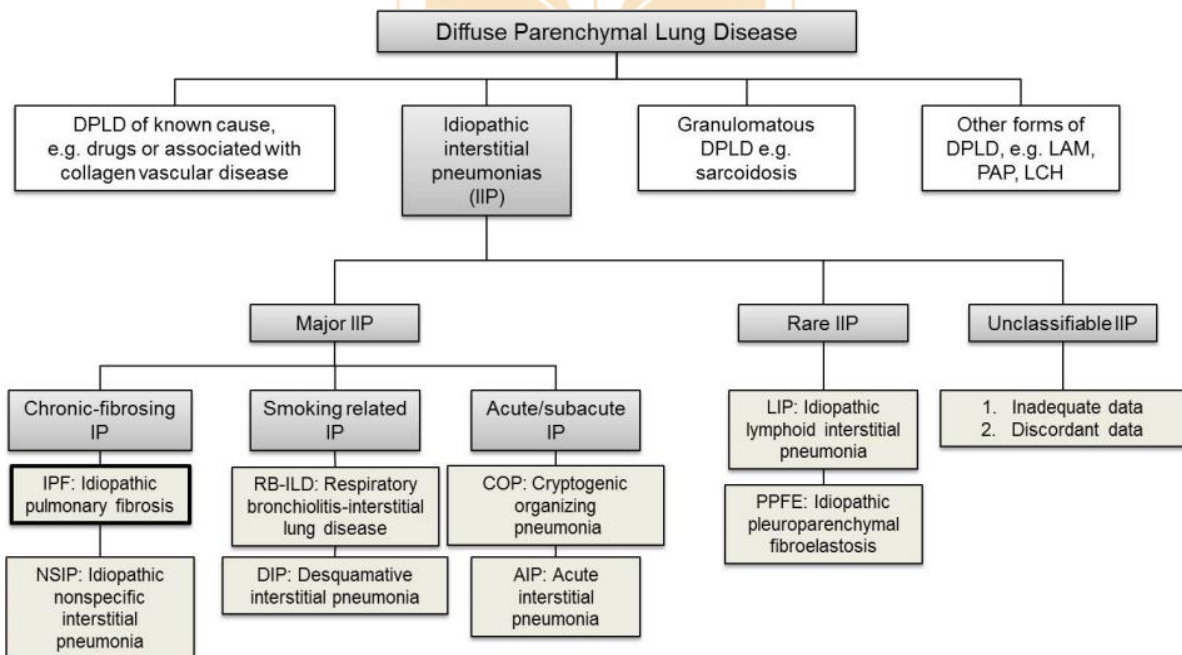 Diffuse Parenchymal Lung Disease
DPLD of known cause,
e.g. drugs or associated with
collagen vascular disease
Idiopathic
interstitial
pneumonias
(IIP)
Granulomatous
DPLD e.g.
sarcoidosis
Other forms of
DPLD, e.g. LAM,
PAP, LCH
Major IIP
Rare IIP
Unclassifiable IIP
Chronic-fibrosing
IP
Smoking related
IP
Acute/subacute
IP
IPF: Idiopathic
pulmonary fibrosis
NSIP: Idiopathic
nonspecific
interstitial
pneumonia
RB-ILD: Respiratory
bronchiolitis-interstitial
lung disease
DIP: Desquamative
interstitial pneumonia
COP: Cryptogenic
organizing
pneumonia
AIP: Acute
interstitial
pneumonia
LIP: Idiopathic
lymphoid interstitial
pneumonia
PPFE: Idiopathic
pleuroparenchymal
fibroelastosis
1. Inadequate data
2. Discordant data